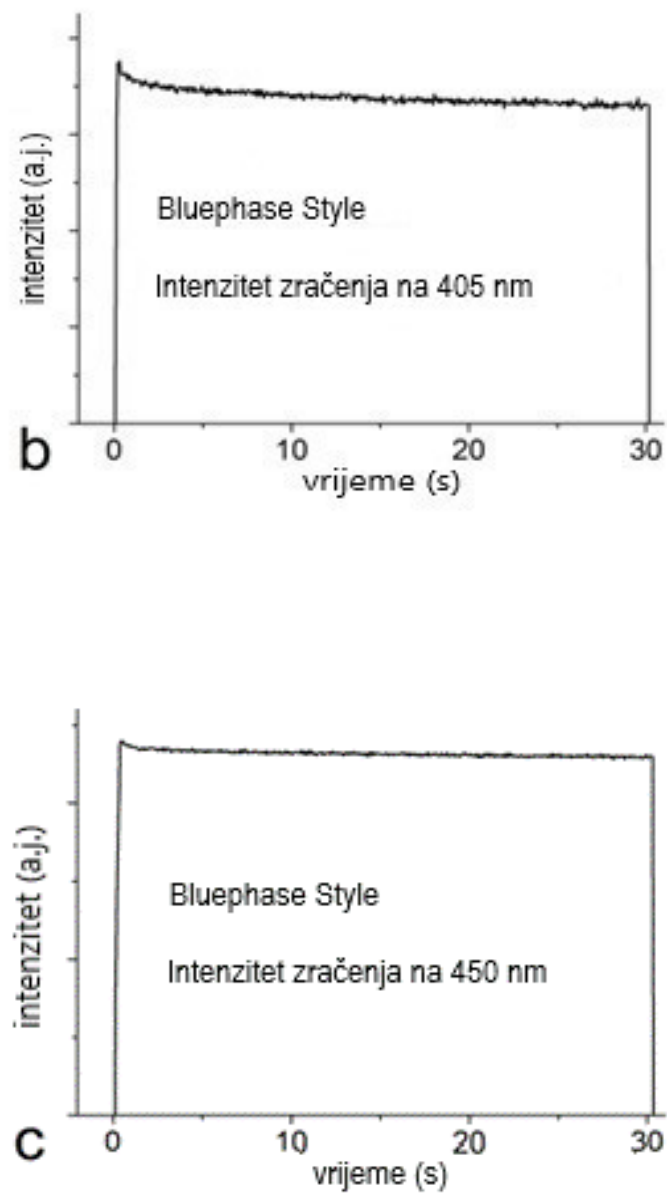 intenzitet (a.j.)
Bluephase Style
Intenzitet zračenja na 405 nm
b
0 10 20 30
vrijeme (s)
intenzitet (a.j.)
Bluephase Style
Intenzitet zračenja na 450 nm
c
0 10 20 30
vrijeme (s)